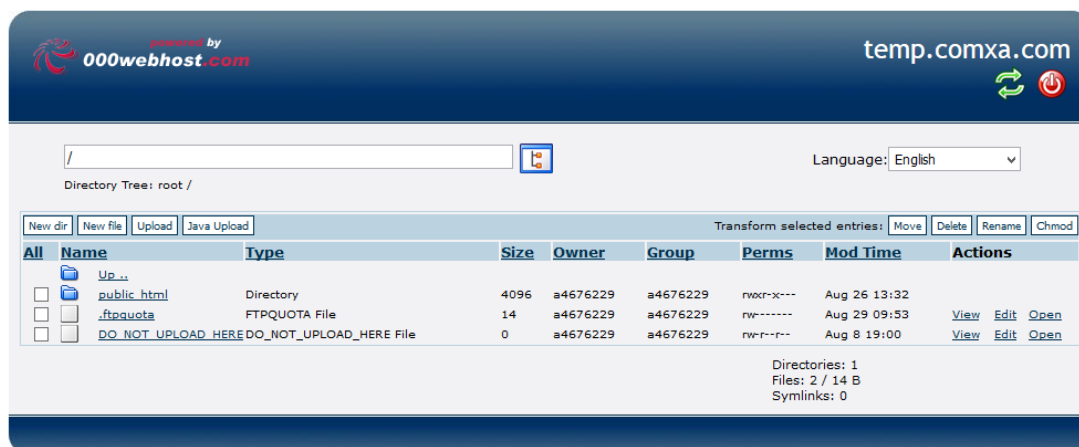 powered by
000webhost.com
temp.comxa.com
/
Language: English
Directory Tree: root /
New dir New file Upload Java Upload Transform selected entries: Move Delete Rename Chmod
All Name Type Size Owner Group Perms Mod Time Actions
Up ..
public_html Directory 4096 a4676229 a4676229 rwxr-x--- Aug 26 13:32
.ftpquota FTPQUOTA File 14 a4676229 a4676229 rw------- Aug 29 09:53 View Edit Open
DO_NOT_UPLOAD_HERE DO_NOT_UPLOAD_HERE File 0 a4676229 a4676229 rw-r--r-- Aug 8 19:00 View Edit Open
Directories: 1
Files: 2 / 14 B
Symlinks: 0